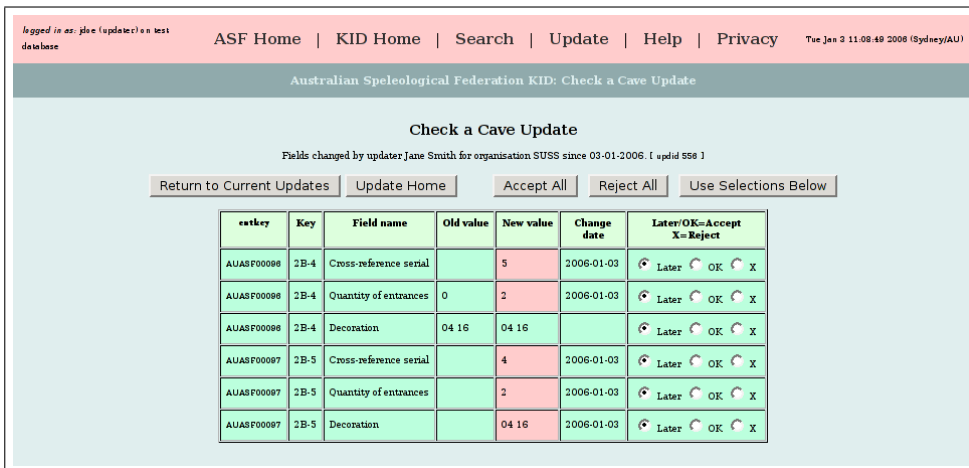 logged in as: jdoe (updater) on test
database
ASF Home | KID Home | Search | Update | Help | Privacy
Tue Jan 3 11:08:49 2006 (Sydney/AU)
Australian Speleological Federation KID: Check a Cave Update
Check a Cave Update
Fields changed by updater Jane Smith for organisation SUSS since 03-01-2006. [ updid 556 ]
Return to Current Updates Update Home Accept All Reject All Use Selections Below
entkey Key Field name Old value New value Change date Later/OK=Accept X=Reject
AUASF00096 2B-4 Cross-reference serial 5 2006-01-03 Later OK X
AUASF00096 2B-4 Quantity of entrances 0 2 2006-01-03 Later OK X
AUASF00096 2B-4 Decoration 04 16 04 16 Later OK X
AUASF00097 2B-5 Cross-reference serial 4 2006-01-03 Later OK X
AUASF00097 2B-5 Quantity of entrances 2 2006-01-03 Later OK X
AUASF00097 2B-5 Decoration 04 16 2006-01-03 Later OK X